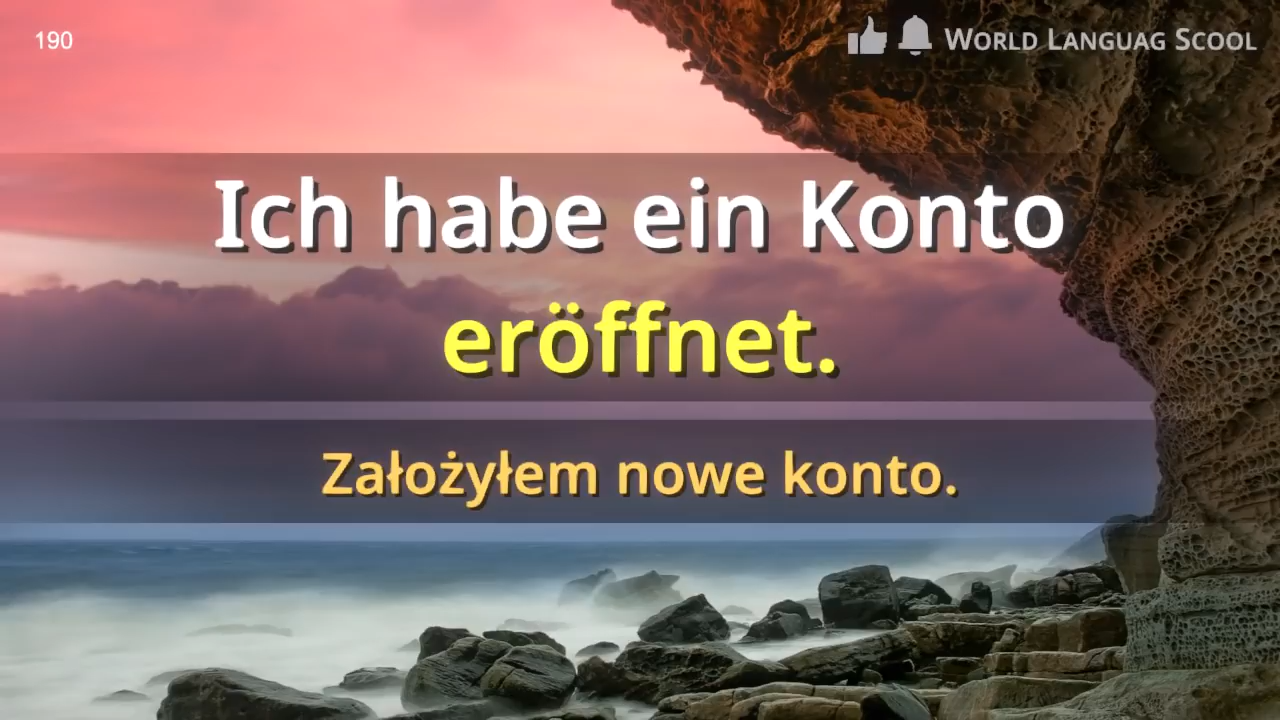 190
WORLD LANGUAG SCOOL
Ich habe ein Konto
eröffnet.
Założyłem nowe konto.